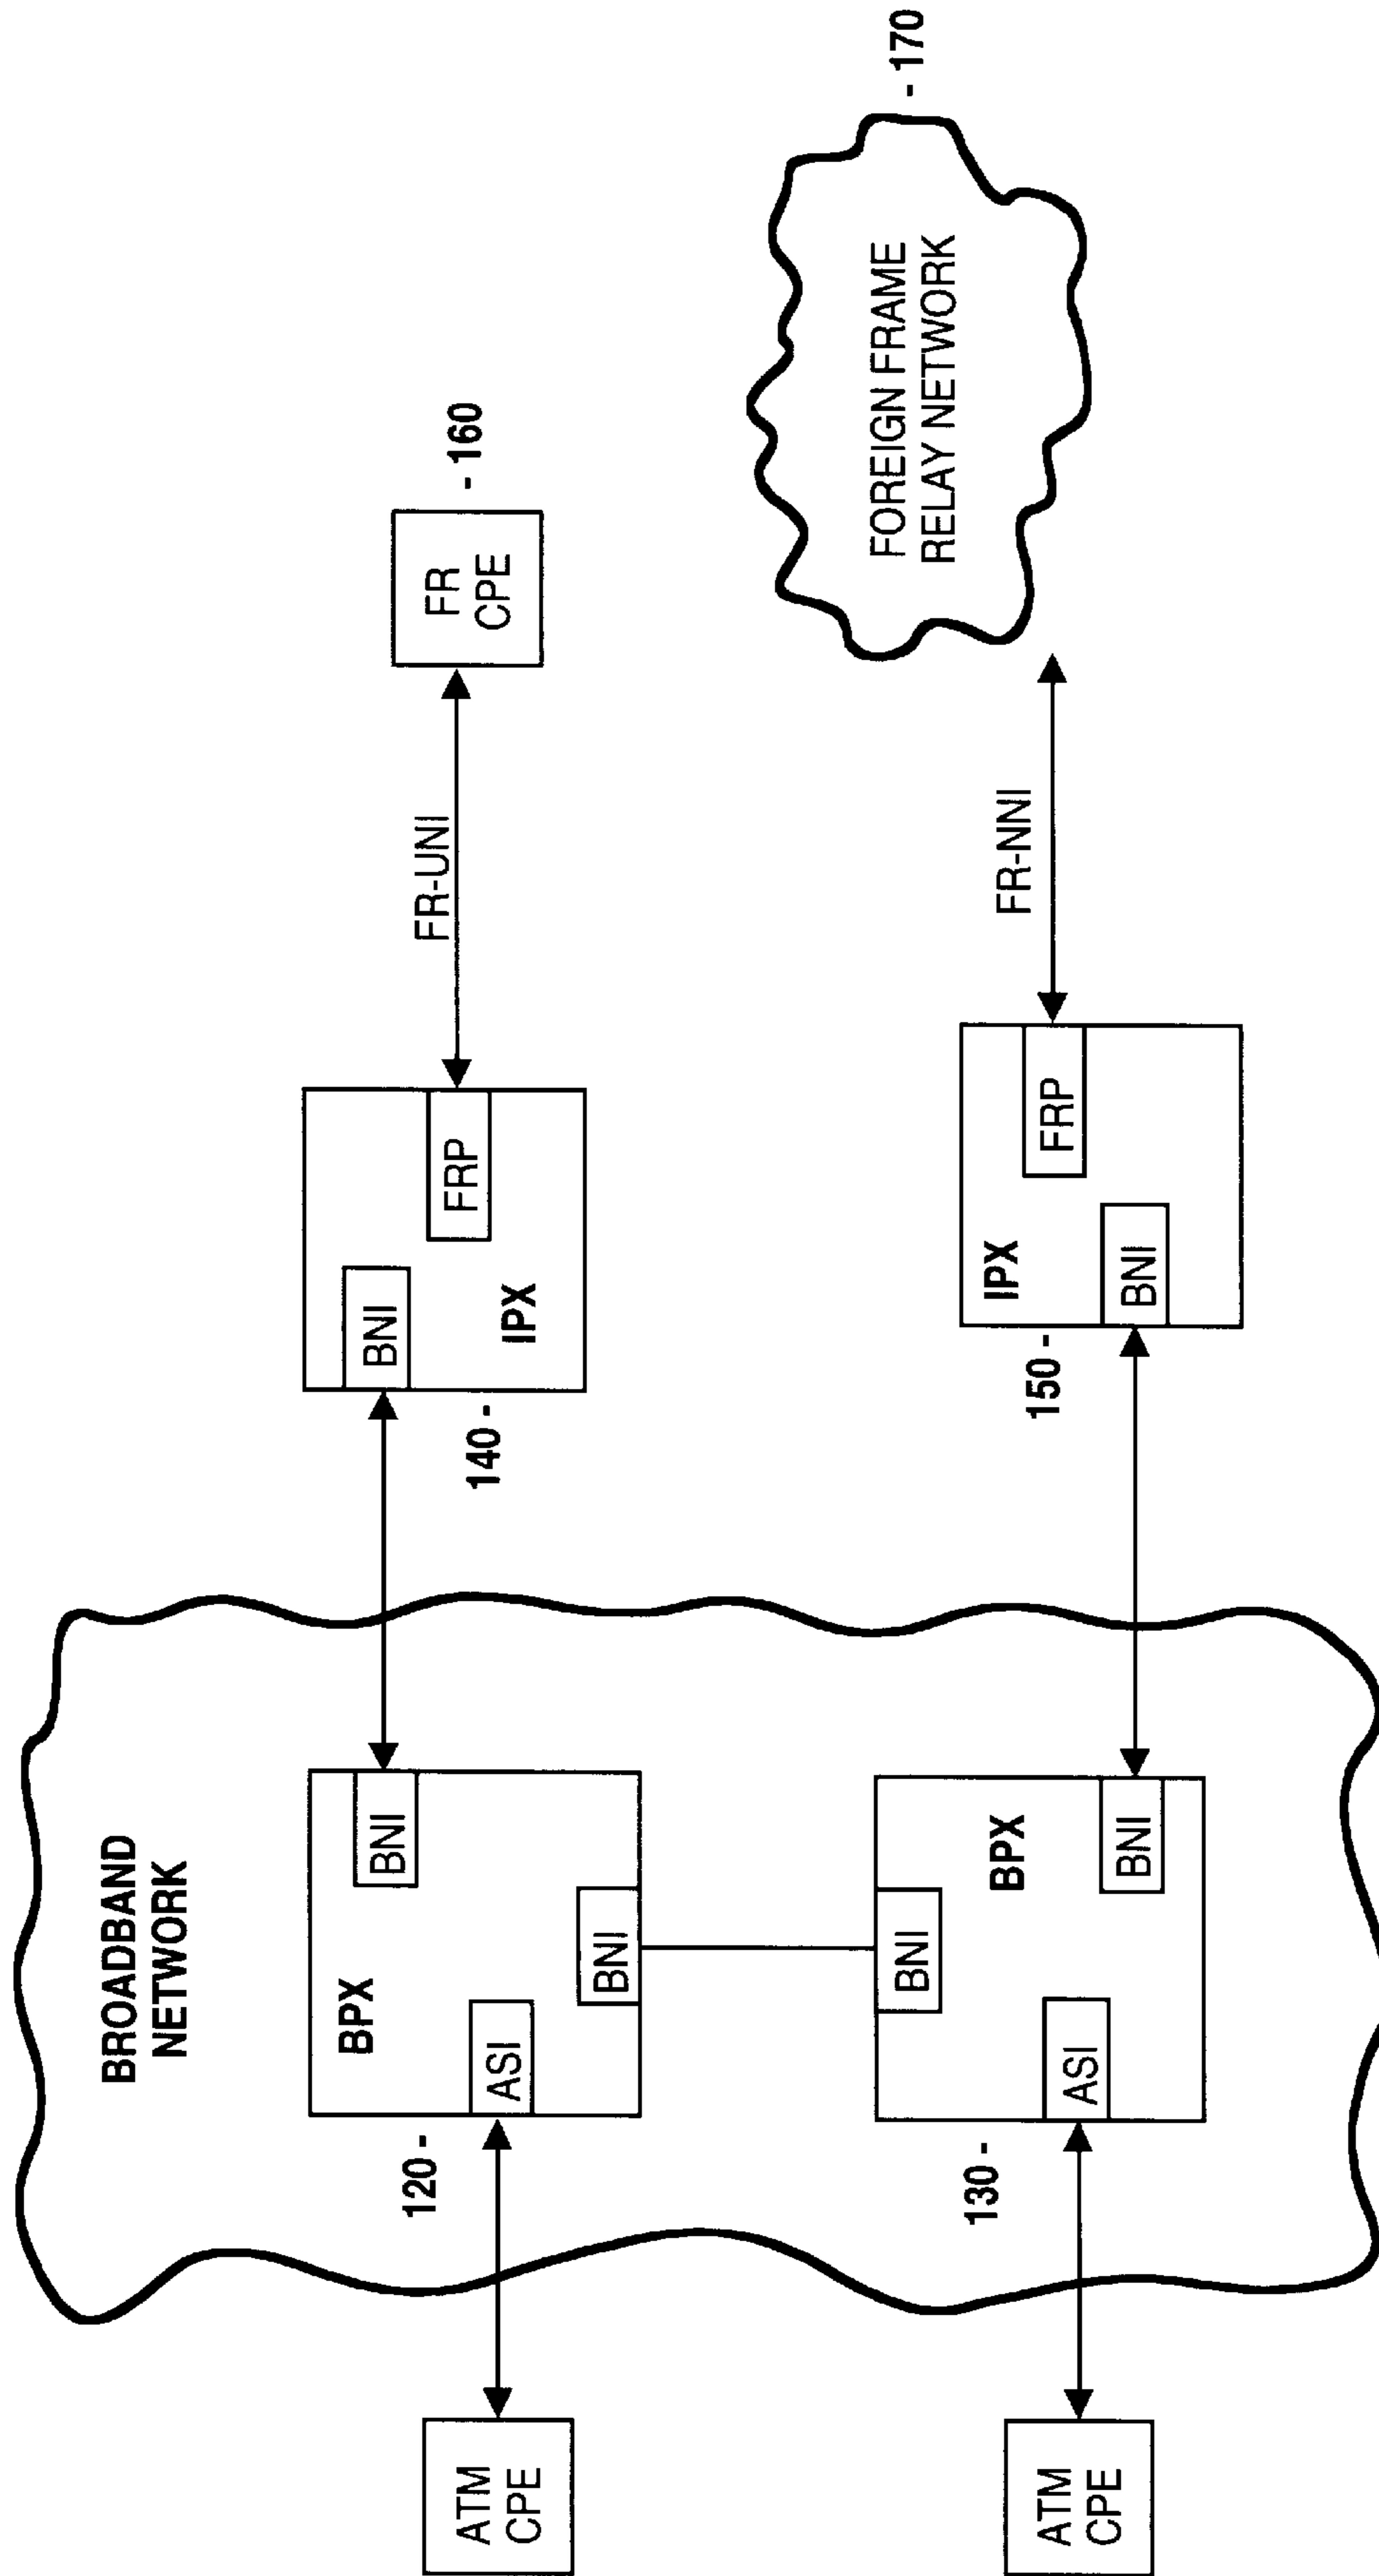 BROADBAND
NETWORK
120 -
BPX
BNI
ASI
BNI
ATM
CPE
140 -
BNI
FRP
IPX
FR-UNI
FR
CPE
- 160
130 -
BNI
BPX
ASI
BNI
ATM
CPE
150 -
IPX
FRP
BNI
FR-NNI
FOREIGN FRAME
RELAY NETWORK
- 170